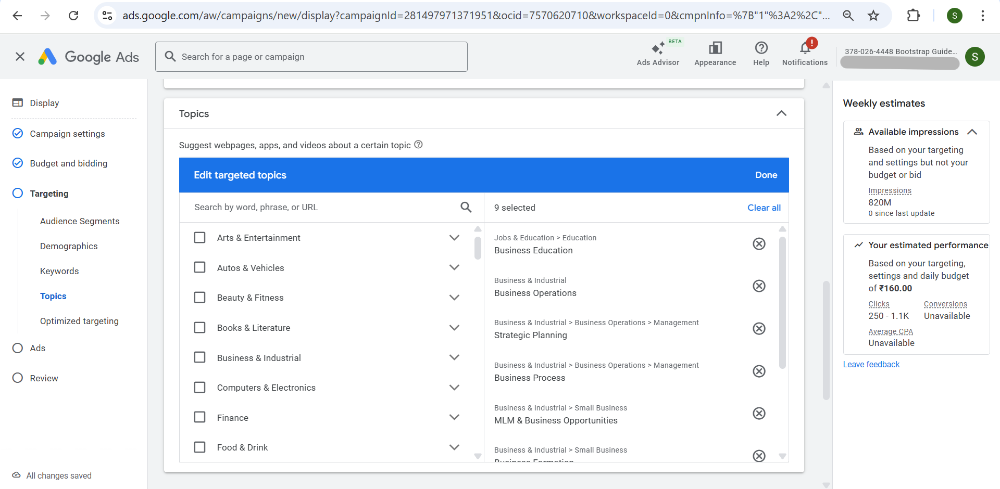 ads.google.com/aw/campaigns/new/display?campaignId=281497971371951&ocid=7570620710&workspaceId=0&cmpnInfo=%7B"1"%3A2%2C"...
S
Google Ads
Search for a page or campaign
BETA
Ads Advisor
Appearance
Help
!
Notifications
378-026-4448 Bootstrap Guide...
S
Display
Campaign settings
Budget and bidding
Targeting
Audience Segments
Demographics
Keywords
Topics
Optimized targeting
Ads
Review
All changes saved
Topics
Suggest webpages, apps, and videos about a certain topic
Edit targeted topics
Done
Search by word, phrase, or URL
9 selected
Clear all
Arts & Entertainment
Autos & Vehicles
Beauty & Fitness
Books & Literature
Business & Industrial
Computers & Electronics
Finance
Food & Drink
Jobs & Education > Education
Business Education
Business & Industrial
Business Operations
Business & Industrial > Business Operations > Management
Strategic Planning
Business & Industrial > Business Operations > Management
Business Process
Business & Industrial > Small Business
MLM & Business Opportunities
Business & Industrial > Small Business
Business Formation
Weekly estimates
Available impressions
Based on your targeting
and settings but not your
budget or bid
Impressions
820M
0 since last update
Your estimated performance
Based on your targeting,
settings and daily budget
of ₹160.00
Clicks
Conversions
250 - 1.1K
Unavailable
Average CPA
Unavailable
Leave feedback